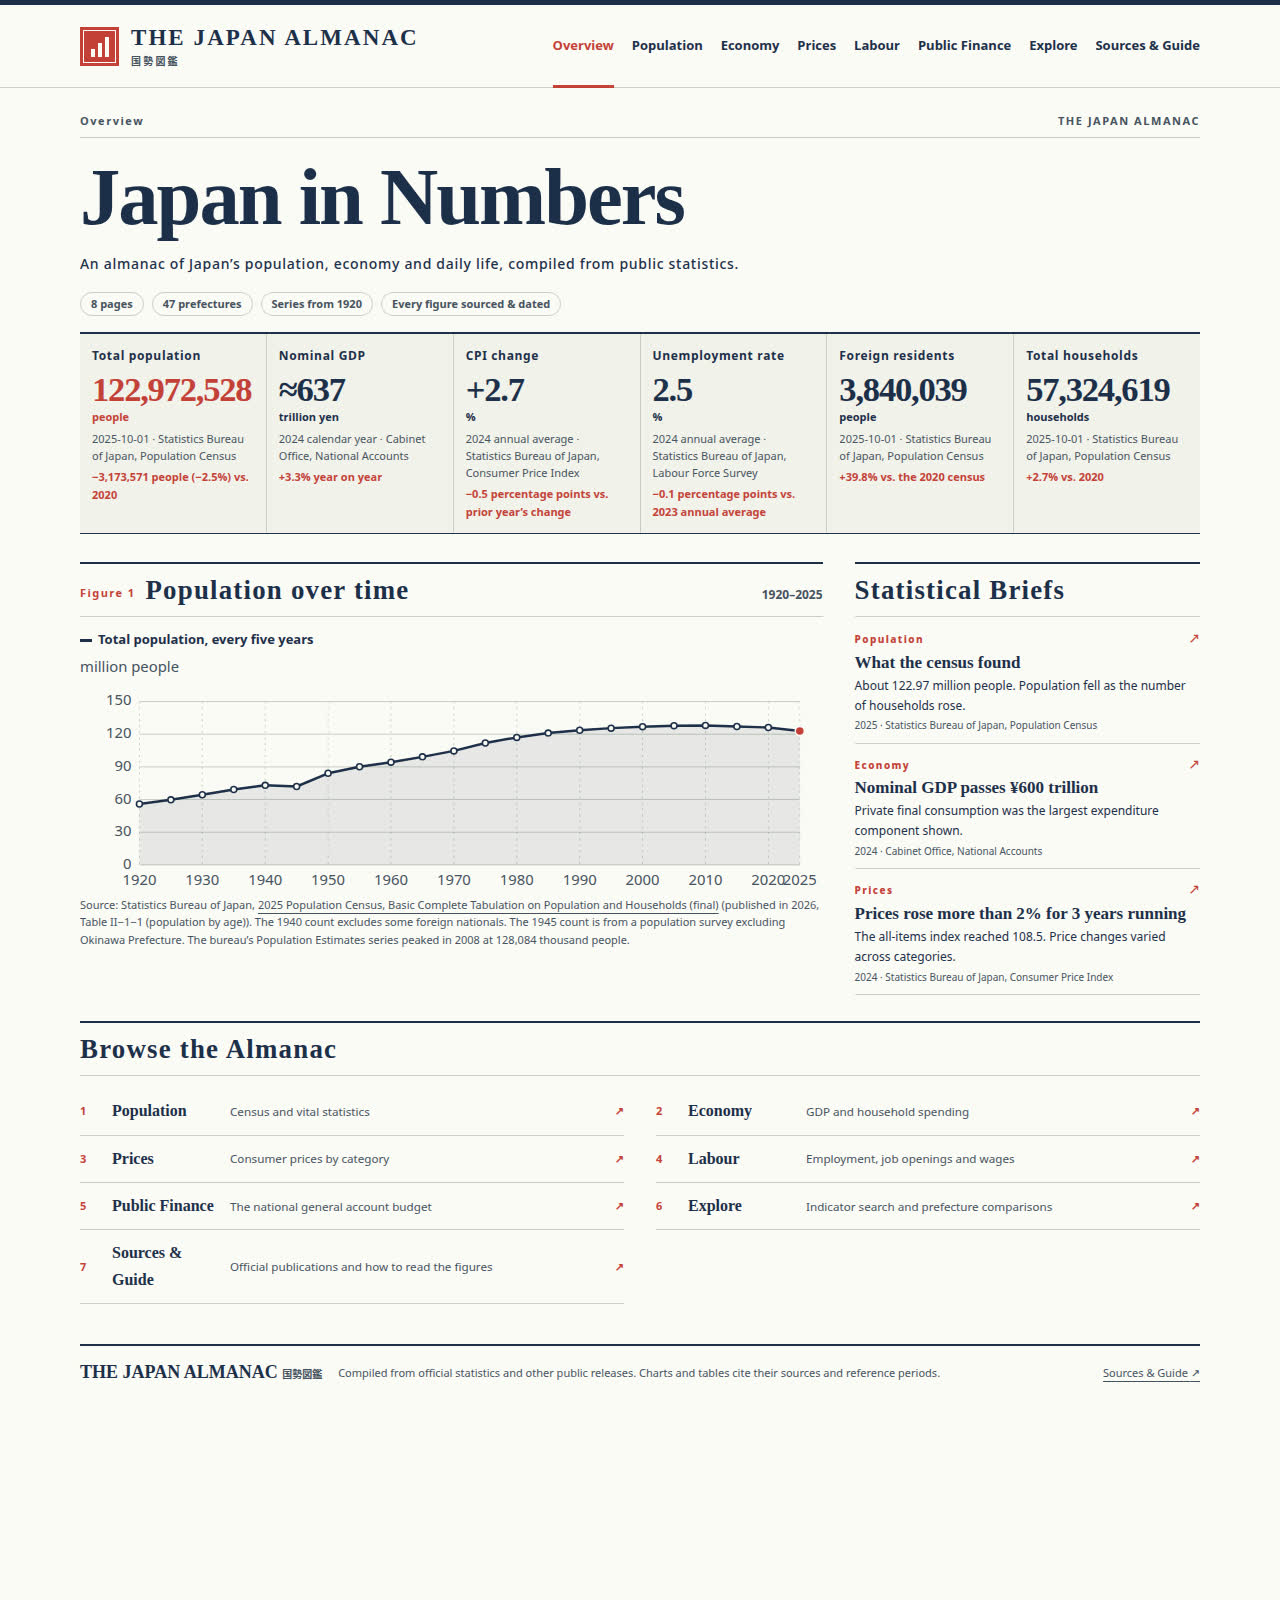 THE JAPAN ALMANAC
国勢図鑑
Overview Population Economy Prices Labour Public Finance Explore Sources & Guide
Overview
THE JAPAN ALMANAC
Japan in Numbers
An almanac of Japan’s population, economy and daily life, compiled from public statistics.
8 pages
47 prefectures
Series from 1920
Every figure sourced & dated
Total population
122,972,528
people
2025-10-01 · Statistics Bureau
of Japan, Population Census
−3,173,571 people (−2.5%) vs.
2020
Nominal GDP
≈637
trillion yen
2024 calendar year · Cabinet
Office, National Accounts
+3.3% year on year
CPI change
+2.7
%
2024 annual average ·
Statistics Bureau of Japan,
Consumer Price Index
−0.5 percentage points vs.
prior year’s change
Unemployment rate
2.5
%
2024 annual average ·
Statistics Bureau of Japan,
Labour Force Survey
−0.1 percentage points vs.
2023 annual average
Foreign residents
3,840,039
people
2025-10-01 · Statistics Bureau
of Japan, Population Census
+39.8% vs. the 2020 census
Total households
57,324,619
households
2025-10-01 · Statistics Bureau
of Japan, Population Census
+2.7% vs. 2020
Figure 1 Population over time
1920–2025
Total population, every five years
million people
150
120
90
60
30
0
1920 1930 1940 1950 1960 1970 1980 1990 2000 2010 2020 2025
Source: Statistics Bureau of Japan, 2025 Population Census, Basic Complete Tabulation on Population and Households (final) (published in 2026,
Table II−1−1 (population by age)). The 1940 count excludes some foreign nationals. The 1945 count is from a population survey excluding
Okinawa Prefecture. The bureau’s Population Estimates series peaked in 2008 at 128,084 thousand people.
Statistical Briefs
Population ↗
What the census found
About 122.97 million people. Population fell as the number
of households rose.
2025 · Statistics Bureau of Japan, Population Census
Economy ↗
Nominal GDP passes ¥600 trillion
Private final consumption was the largest expenditure
component shown.
2024 · Cabinet Office, National Accounts
Prices ↗
Prices rose more than 2% for 3 years running
The all-items index reached 108.5. Price changes varied
across categories.
2024 · Statistics Bureau of Japan, Consumer Price Index
Browse the Almanac
1 Population Census and vital statistics ↗
2 Economy GDP and household spending ↗
3 Prices Consumer prices by category ↗
4 Labour Employment, job openings and wages ↗
5 Public Finance The national general account budget ↗
6 Explore Indicator search and prefecture comparisons ↗
7 Sources &
Guide Official publications and how to read the figures ↗
THE JAPAN ALMANAC 国勢図鑑 Compiled from official statistics and other public releases. Charts and tables cite their sources and reference periods.
Sources & Guide ↗